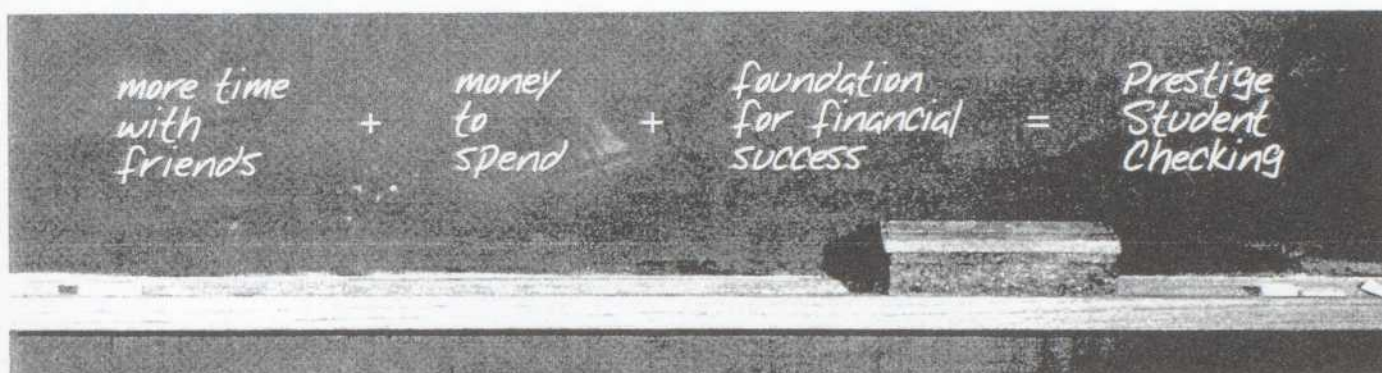 more time
with
friends
+
money
to
spend
+
foundation
for financial
success
=
Prestige
Student
Checking